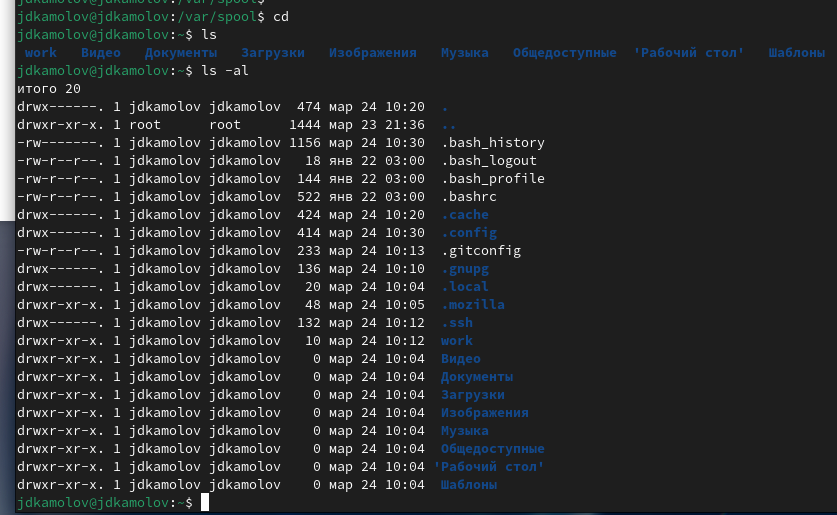 jdkamolov@jdkamolov:/var/spool$
jdkamolov@jdkamolov:/var/spool$ cd
jdkamolov@jdkamolov:~$ ls
work Видео Документы Загрузки Изображения Музыка Общедоступные 'Рабочий стол' Шаблоны
jdkamolov@jdkamolov:~$ ls -al
итого 20
drwx------. 1 jdkamolov jdkamolov 474 мар 24 10:20 .
drwxr-xr-x. 1 root root 1444 мар 23 21:36 ..
-rw-------. 1 jdkamolov jdkamolov 1156 мар 24 10:30 .bash_history
-rw-r--r--. 1 jdkamolov jdkamolov 18 янв 22 03:00 .bash_logout
-rw-r--r--. 1 jdkamolov jdkamolov 144 янв 22 03:00 .bash_profile
-rw-r--r--. 1 jdkamolov jdkamolov 522 янв 22 03:00 .bashrc
drwx------. 1 jdkamolov jdkamolov 424 мар 24 10:20 .cache
drwx------. 1 jdkamolov jdkamolov 414 мар 24 10:30 .config
-rw-r--r--. 1 jdkamolov jdkamolov 233 мар 24 10:13 .gitconfig
drwx------. 1 jdkamolov jdkamolov 136 мар 24 10:10 .gnupg
drwx------. 1 jdkamolov jdkamolov 20 мар 24 10:04 .local
drwxr-xr-x. 1 jdkamolov jdkamolov 48 мар 24 10:05 .mozilla
drwx------. 1 jdkamolov jdkamolov 132 мар 24 10:12 .ssh
drwxr-xr-x. 1 jdkamolov jdkamolov 10 мар 24 10:12 work
drwxr-xr-x. 1 jdkamolov jdkamolov 0 мар 24 10:04 Видео
drwxr-xr-x. 1 jdkamolov jdkamolov 0 мар 24 10:04 Документы
drwxr-xr-x. 1 jdkamolov jdkamolov 0 мар 24 10:04 Загрузки
drwxr-xr-x. 1 jdkamolov jdkamolov 0 мар 24 10:04 Изображения
drwxr-xr-x. 1 jdkamolov jdkamolov 0 мар 24 10:04 Музыка
drwxr-xr-x. 1 jdkamolov jdkamolov 0 мар 24 10:04 Общедоступные
drwxr-xr-x. 1 jdkamolov jdkamolov 0 мар 24 10:04 'Рабочий стол'
drwxr-xr-x. 1 jdkamolov jdkamolov 0 мар 24 10:04 Шаблоны
jdkamolov@jdkamolov:~$